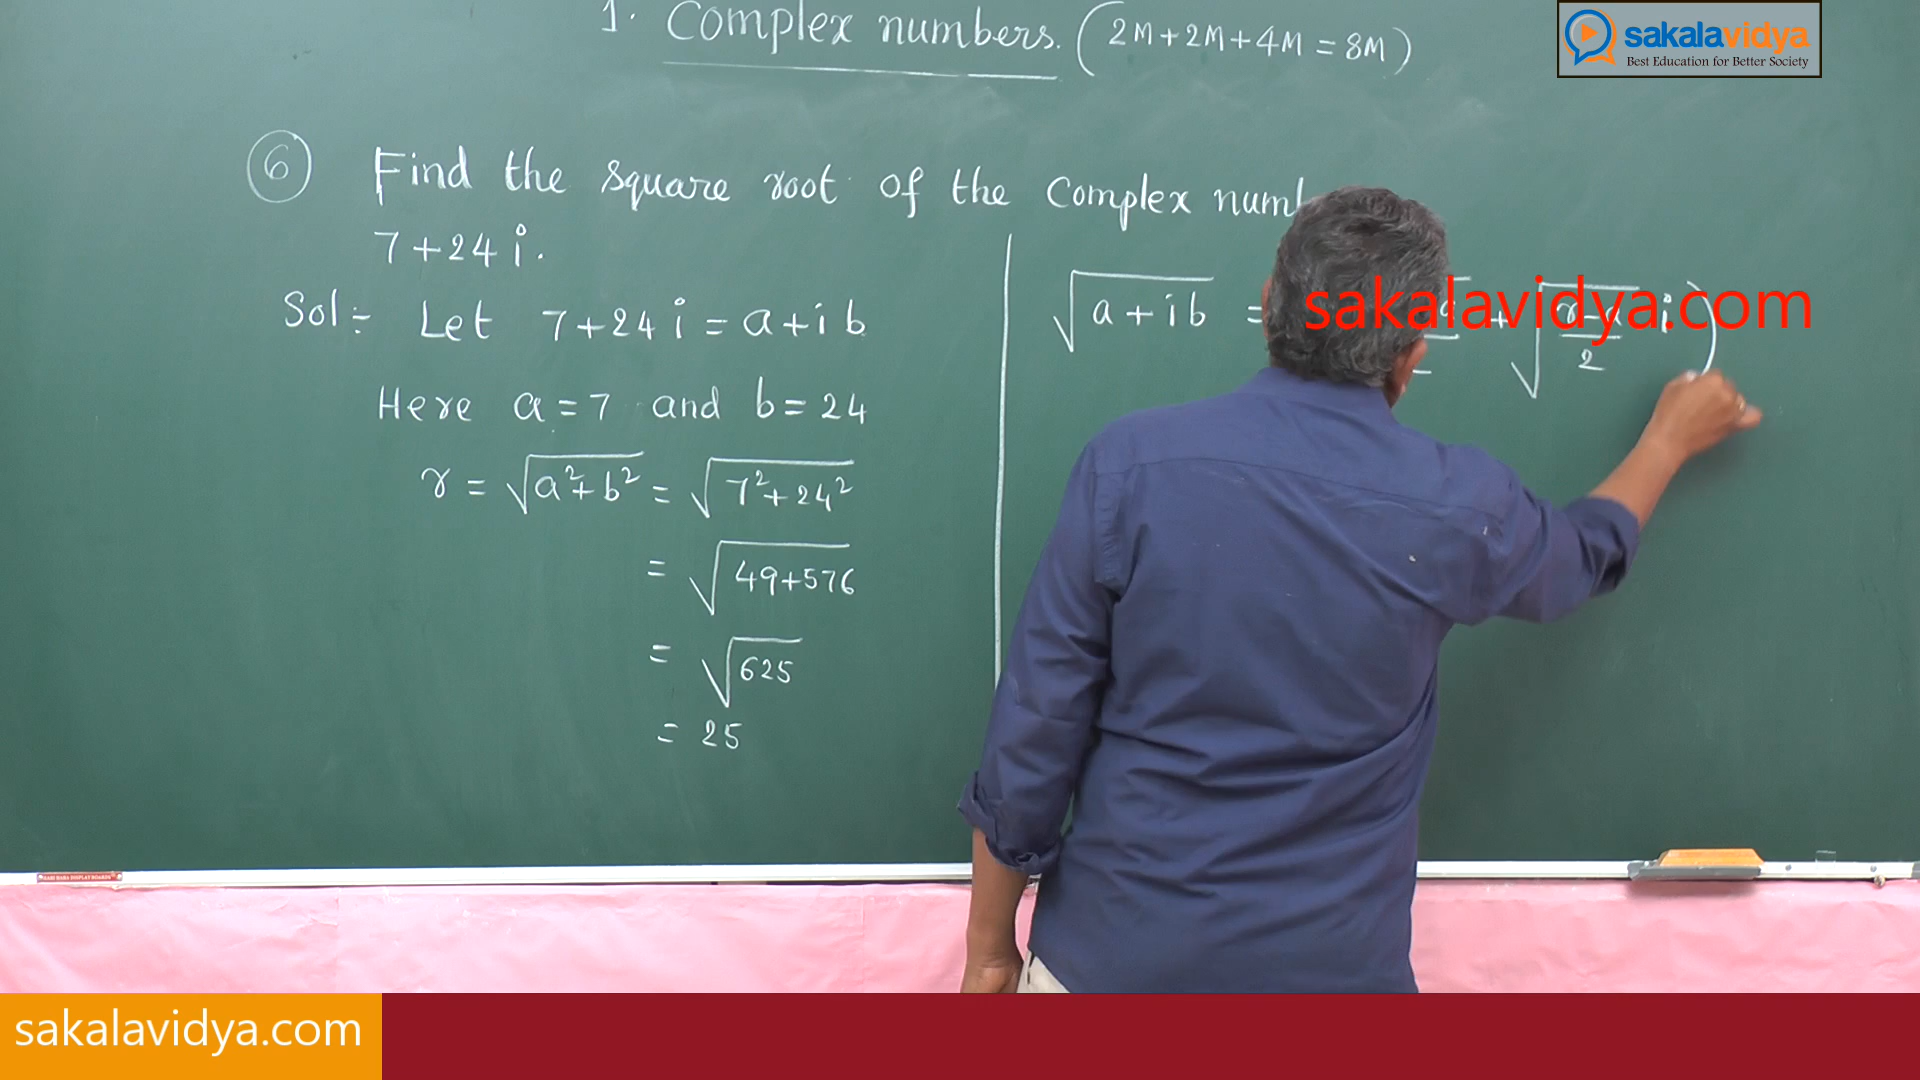 1. Complex numbers. (2M+2M+4M=8M)
sakalavidya
Best Education for Better Society
6 Find the square root of the Complex
7+24i.
Sol:- Let 7+24i = a+ib
Here a=7 and b=24
r = √a²+b² = √7²+24²
= √49+576
= √625
= 25
√a+ib = + √r-a/2 i)
sakalavidya.com
sakalavidya.com